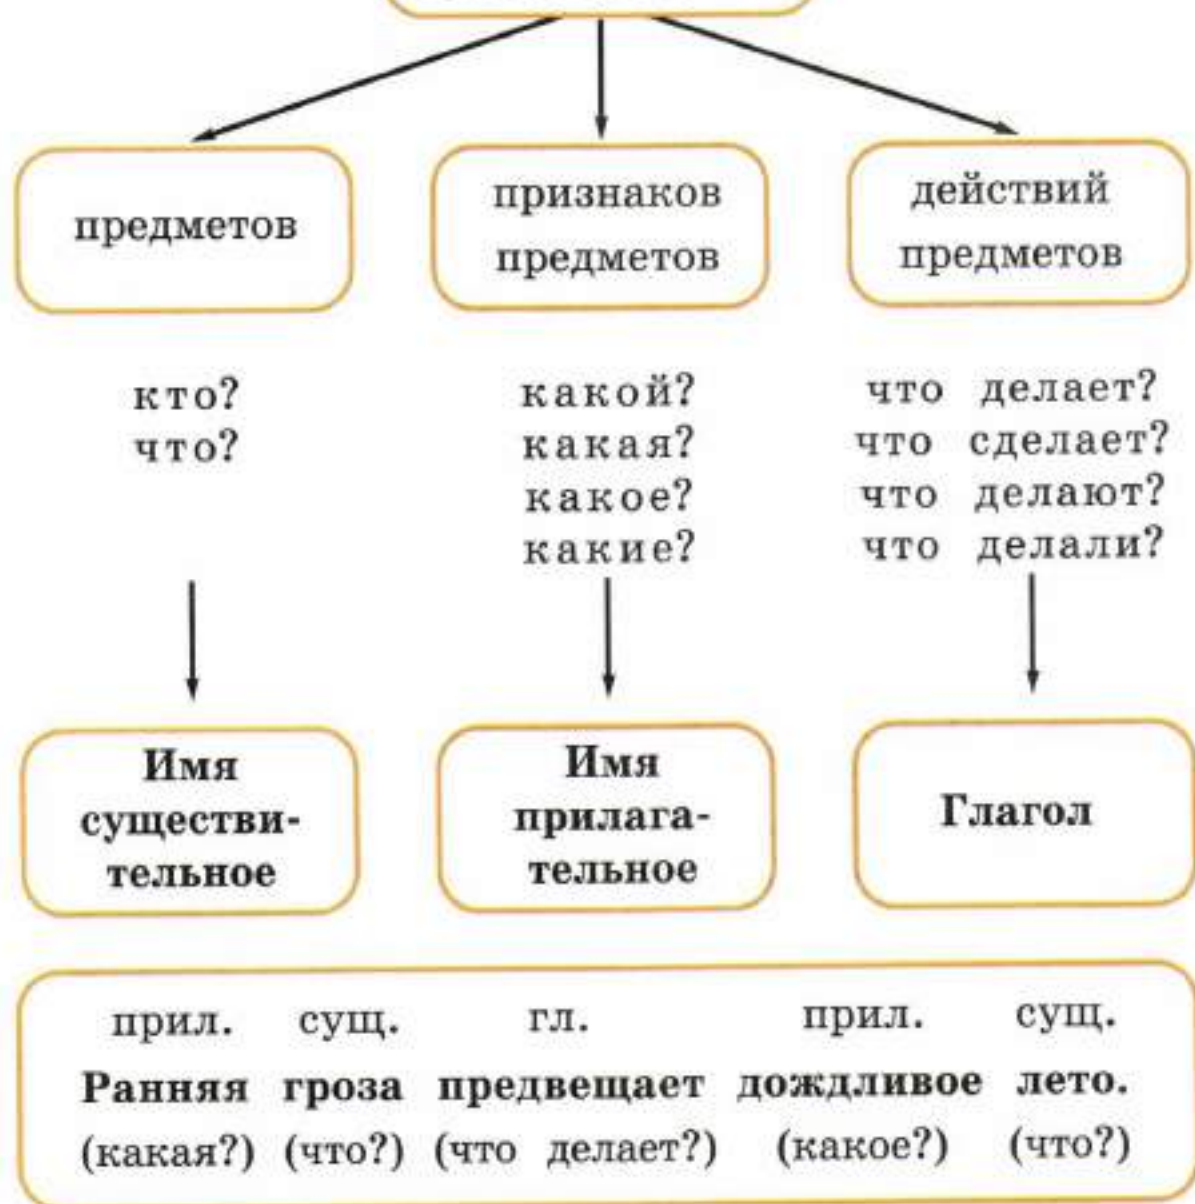 предметов
признаков
предметов
действий
предметов
кто?
что?
какой?
какая?
какое?
какие?
что делает?
что сделает?
что делают?
что делали?
Имя
существи-
тельное
Имя
прилага-
тельное
Глагол
прил. сущ. гл. прил. сущ.
Ранняя гроза предвещает дождливое лето.
(какая?) (что?) (что делает?) (какое?) (что?)